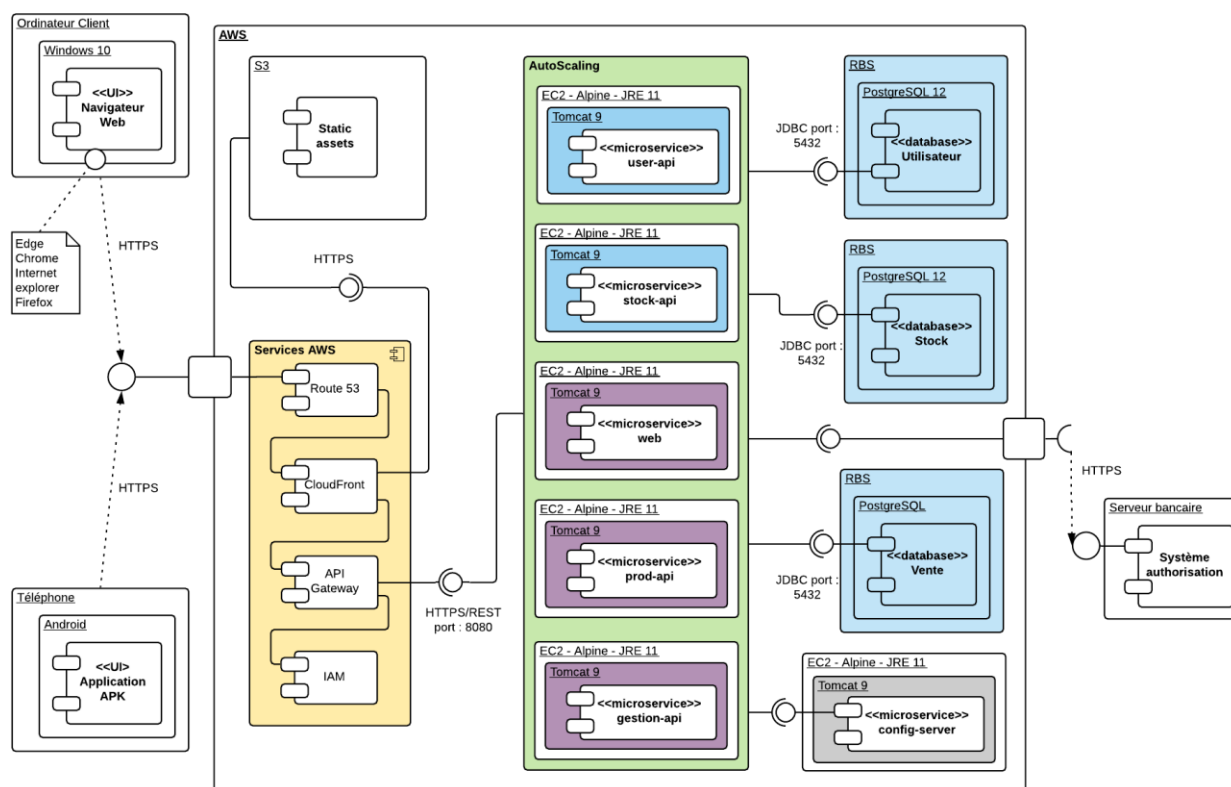 Ordinateur Client
Windows 10
<<UI>>
Navigateur
Web
Edge
Chrome
Internet
explorer
Firefox
HTTPS
HTTPS
Téléphone
Android
<<UI>
Application
APK
AWS
S3
Static
assets
HTTPS
Services AWS
Route 53
CloudFront
API
Gateway
IAM
HTTPS/REST
port : 8080
AutoScaling
EC2 - Alpine - JRE 11
Tomcat 9
<<microservice>>
user-api
EC2 - Alpine - JRE 11
Tomcat 9
<<microservice>>
stock-api
EC2 - Alpine - JRE 11
Tomcat 9
<<microservice>>
web
EC2 - Alpine - JRE 11
Tomcat 9
<<microservice>>
prod-api
EC2 - Alpine - JRE 11
Tomcat 9
<<microservice>>
gestion-api
JDBC port :
5432
RBS
PostgreSQL 12
<<database>>
Utilisateur
JDBC port :
5432
RBS
PostgreSQL 12
<<database>>
Stock
JDBC port :
5432
RBS
PostgreSQL
<<database>>
Vente
EC2 - Alpine - JRE 11
Tomcat 9
<<microservice>>
config-server
HTTPS
Serveur bancaire
Système
authorisation